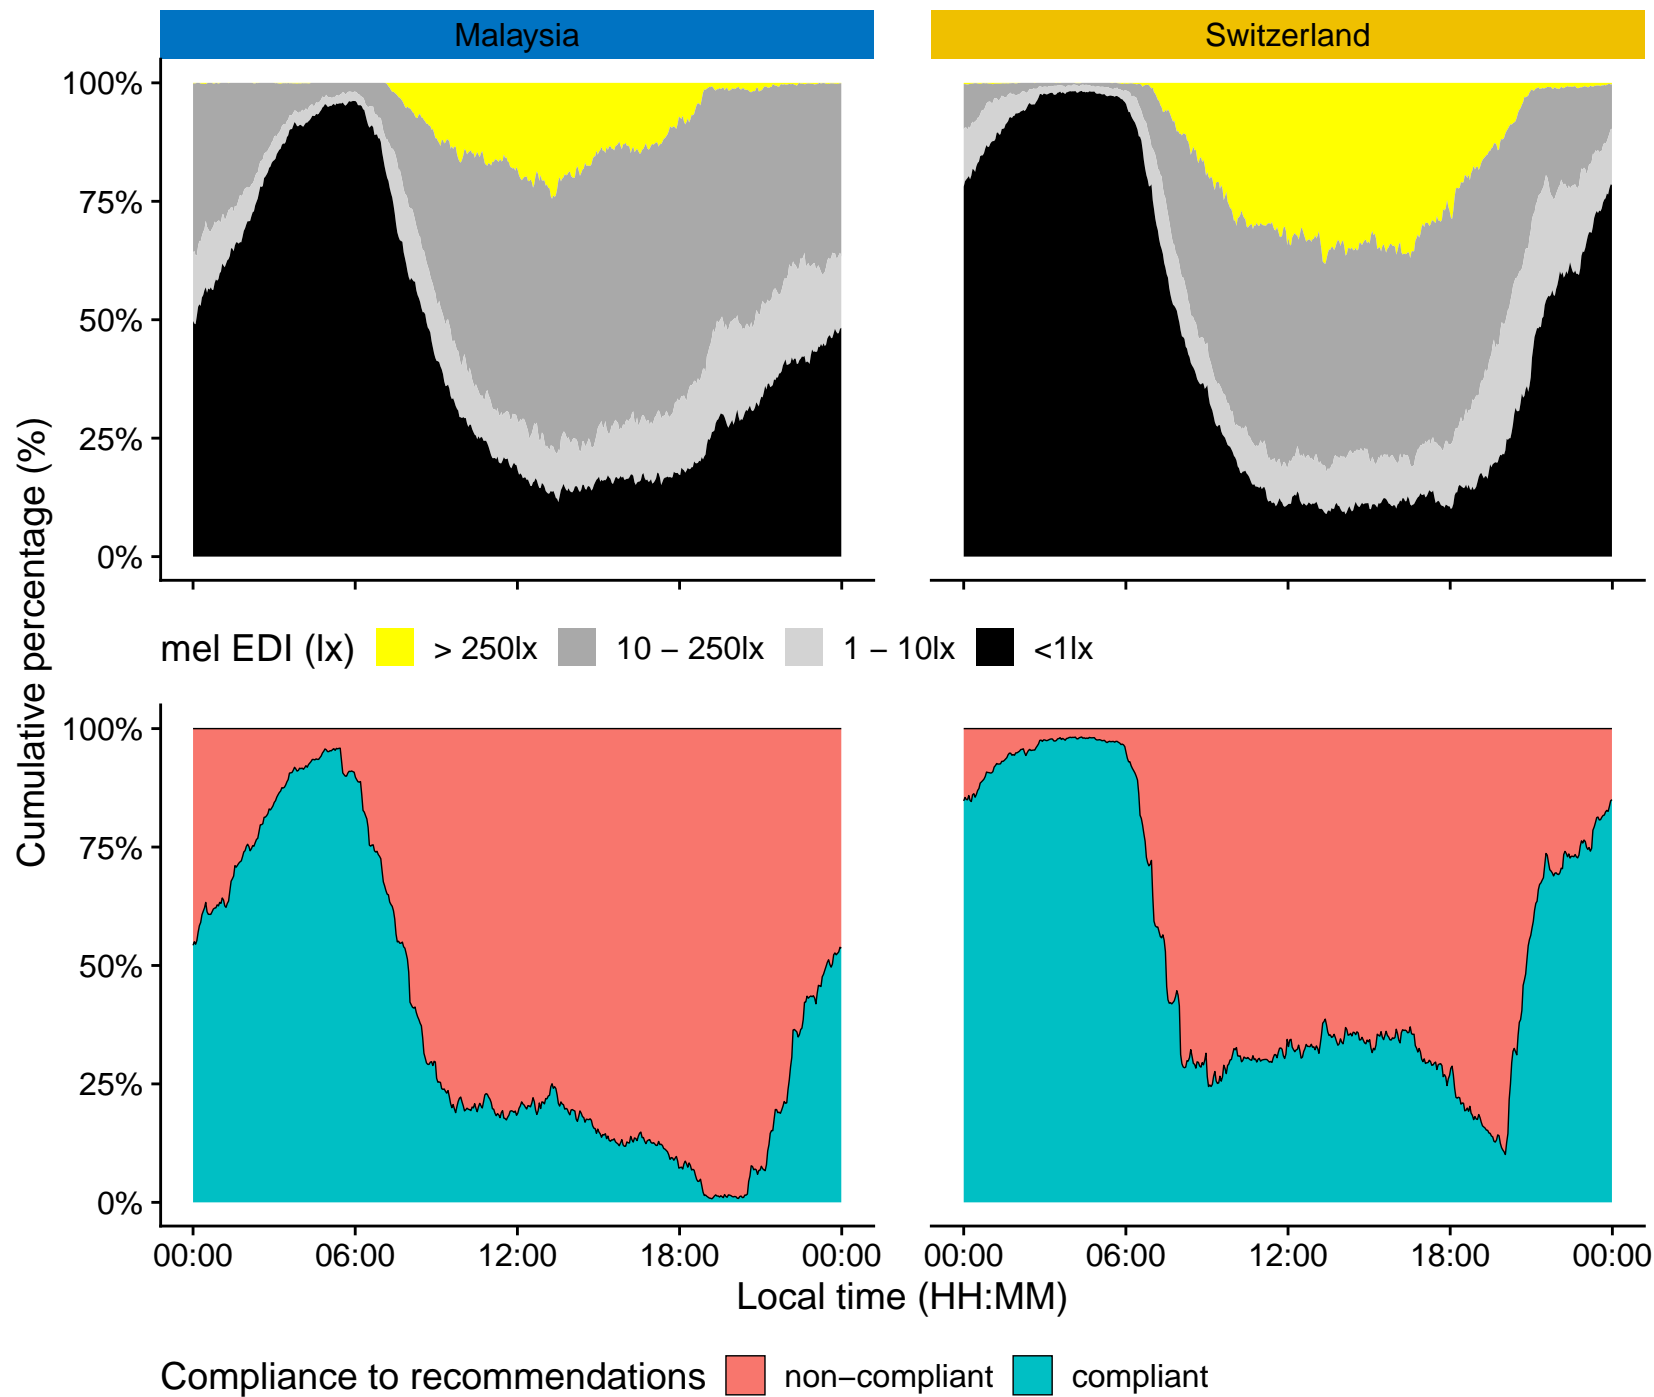 Malaysia
Switzerland
100%
75%
50%
25%
0%
Cumulative percentage (%)
mel EDI (lx) > 250lx 10 − 250lx 1 − 10lx <1lx
100%
75%
50%
25%
0%
00:00 06:00 12:00 18:00 00:00
00:00 06:00 12:00 18:00 00:00
Local time (HH:MM)
Compliance to recommendations non−compliant compliant